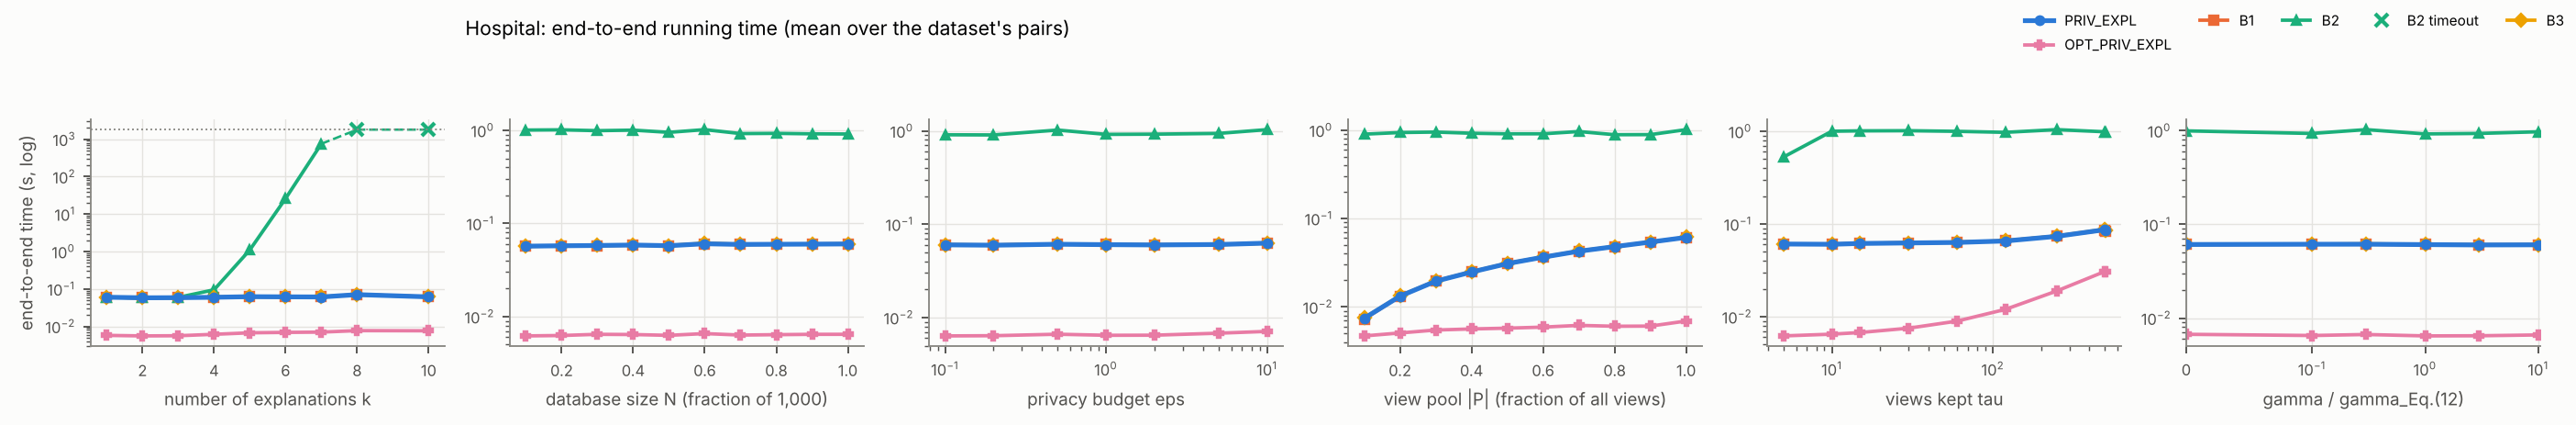 Hospital: end-to-end running time (mean over the dataset's pairs)
PRIV_EXPL B1 B2 B2 timeout B3
OPT_PRIV_EXPL
end-to-end time (s, log)
10³
10²
10¹
10⁰
10⁻¹
10⁻²
2 4 6 8 10
number of explanations k
10⁰
10⁻¹
10⁻²
0.2 0.4 0.6 0.8 1.0
database size N (fraction of 1,000)
10⁰
10⁻¹
10⁻²
10⁻¹ 10⁰ 10¹
privacy budget eps
10⁰
10⁻¹
10⁻²
0.2 0.4 0.6 0.8 1.0
view pool |P| (fraction of all views)
10⁰
10⁻¹
10⁻²
10¹ 10²
views kept tau
10⁰
10⁻¹
10⁻²
0 10⁻¹ 10⁰ 10¹
gamma / gamma_Eq.(12)